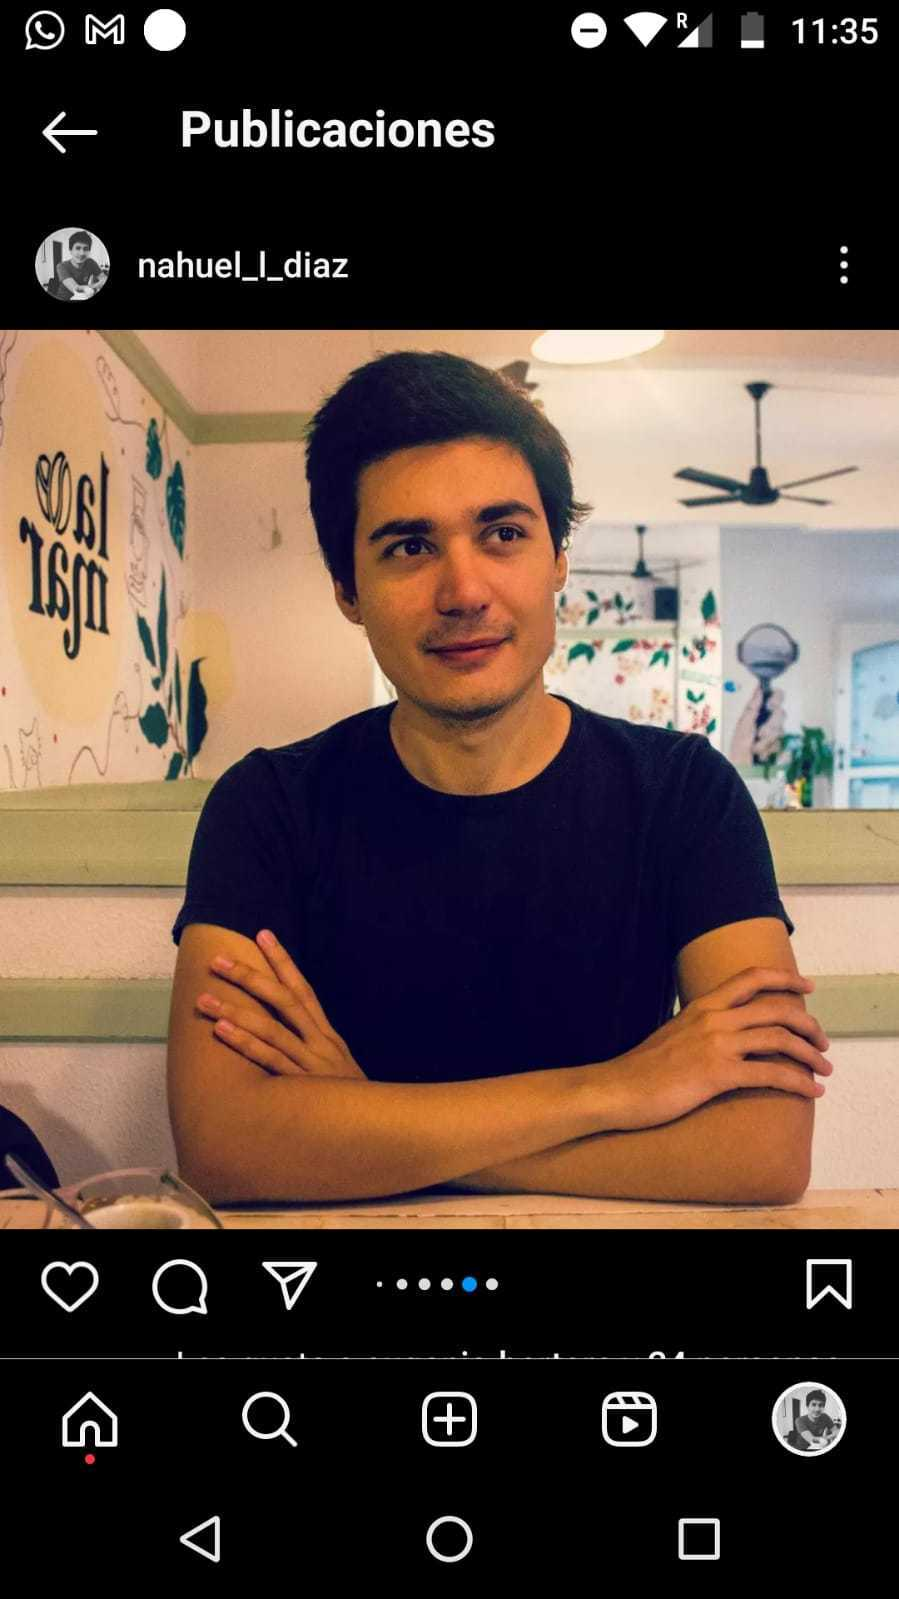 R 11:35
Publicaciones
nahuel_l_diaz
la
mar